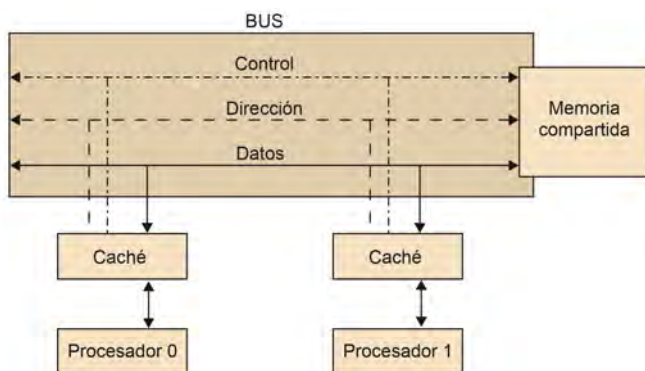 BUS
Control
Dirección
Datos
Memoria
compartida
Caché
Caché
Procesador 0
Procesador 1